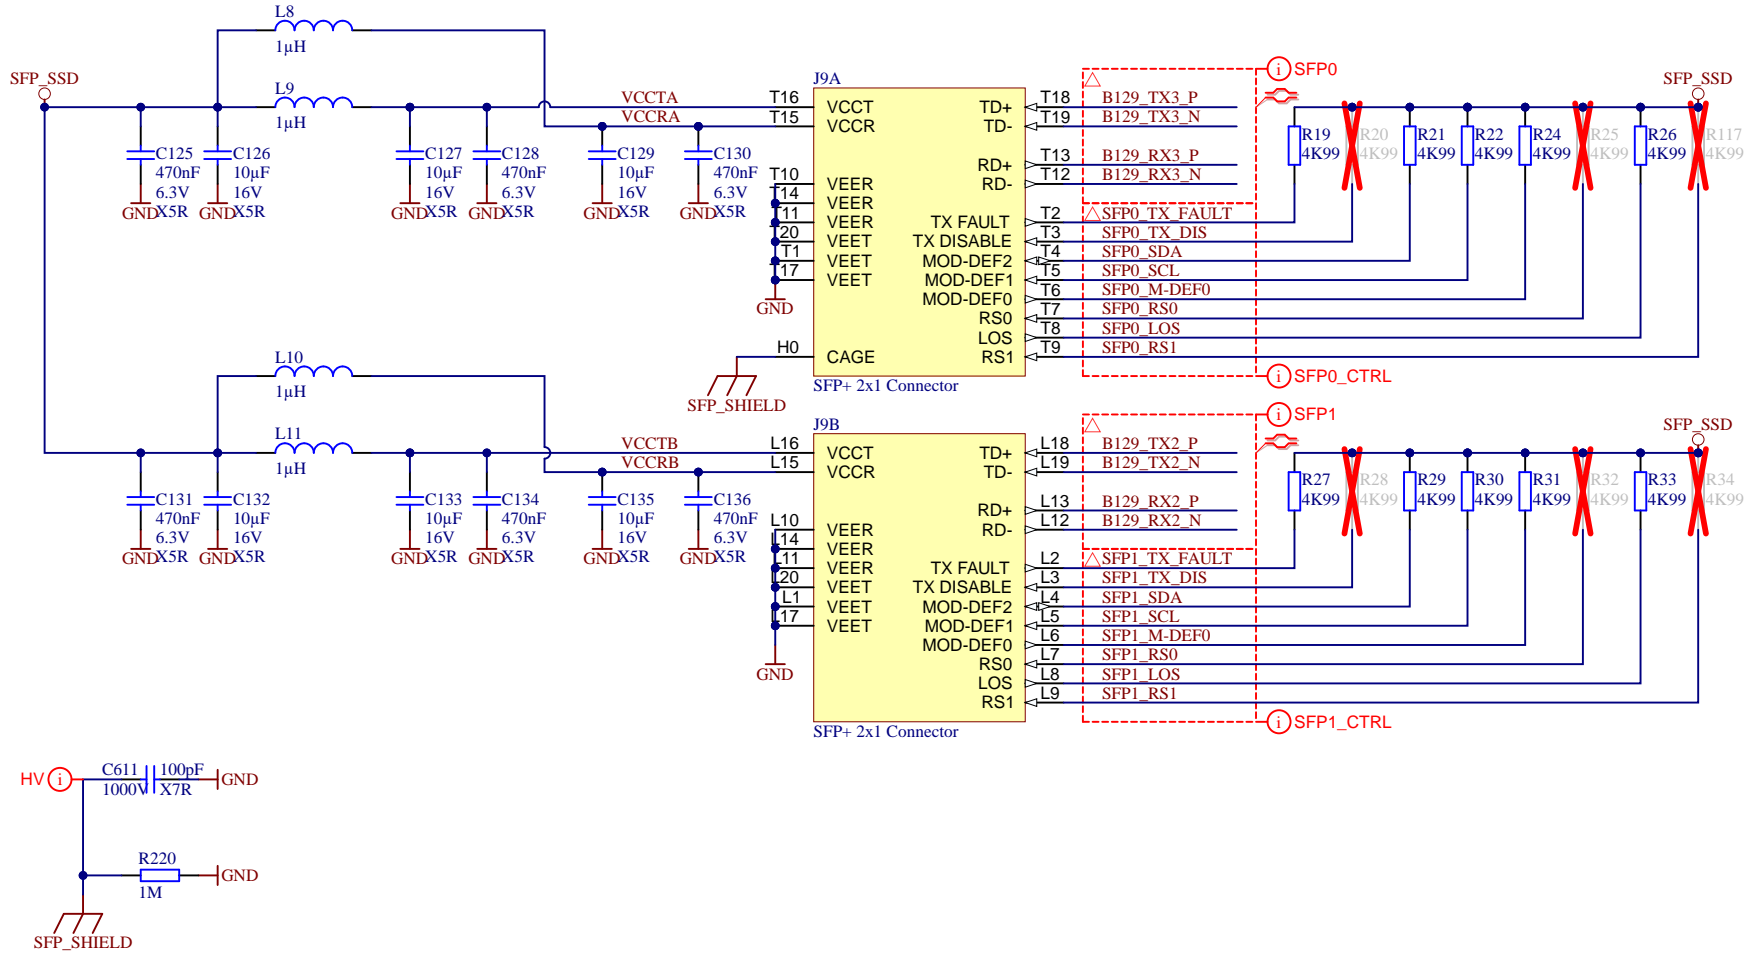 L8
1µH
SFP_SSD
L9
1µH
C125
470nF
6.3V
X5R
GND
C126
10µF
16V
X5R
GND
C127
10µF
16V
X5R
GND
C128
470nF
6.3V
X5R
GND
VCCTA
VCCRA
C129
10µF
16V
X5R
GND
C130
470nF
6.3V
X5R
GND
J9A
T16 VCCT
T15 VCCR
T10 VEER
T14 VEER
T11 VEER
T20 VEET
T1 VEET
T17 VEET
GND
H0 CAGE
SFP_SHIELD
SFP+ 2x1 Connector
TD+ T18 B129_TX3_P
TD- T19 B129_TX3_N
RD+ T13 B129_RX3_P
RD- T12 B129_RX3_N
TX FAULT T2 SFP0_TX_FAULT
TX DISABLE T3 SFP0_TX_DIS
MOD-DEF2 T4 SFP0_SDA
MOD-DEF1 T5 SFP0_SCL
MOD-DEF0 T6 SFP0_M-DEF0
RS0 T7 SFP0_RS0
LOS T8 SFP0_LOS
RS1 T9 SFP0_RS1
i SFP0
i SFP0_CTRL
SFP_SSD
R19
4K99
R20
4K99
R21
4K99
R22
4K99
R24
4K99
R25
4K99
R26
4K99
R117
4K99
L10
1µH
L11
1µH
C131
470nF
6.3V
X5R
GND
C132
10µF
16V
X5R
GND
C133
10µF
16V
X5R
GND
C134
470nF
6.3V
X5R
GND
VCCTB
VCCRB
C135
10µF
16V
X5R
GND
C136
470nF
6.3V
X5R
GND
J9B
L16 VCCT
L15 VCCR
L10 VEER
L14 VEER
L11 VEER
L20 VEET
L1 VEET
L17 VEET
GND
SFP+ 2x1 Connector
TD+ L18 B129_TX2_P
TD- L19 B129_TX2_N
RD+ L13 B129_RX2_P
RD- L12 B129_RX2_N
TX FAULT L2 SFP1_TX_FAULT
TX DISABLE L3 SFP1_TX_DIS
MOD-DEF2 L4 SFP1_SDA
MOD-DEF1 L5 SFP1_SCL
MOD-DEF0 L6 SFP1_M-DEF0
RS0 L7 SFP1_RS0
LOS L8 SFP1_LOS
RS1 L9 SFP1_RS1
i SFP1
i SFP1_CTRL
SFP_SSD
R27
4K99
R28
4K99
R29
4K99
R30
4K99
R31
4K99
R32
4K99
R33
4K99
R34
4K99
HV i
C611 100pF
1000V X7R
GND
R220
1M
GND
SFP_SHIELD